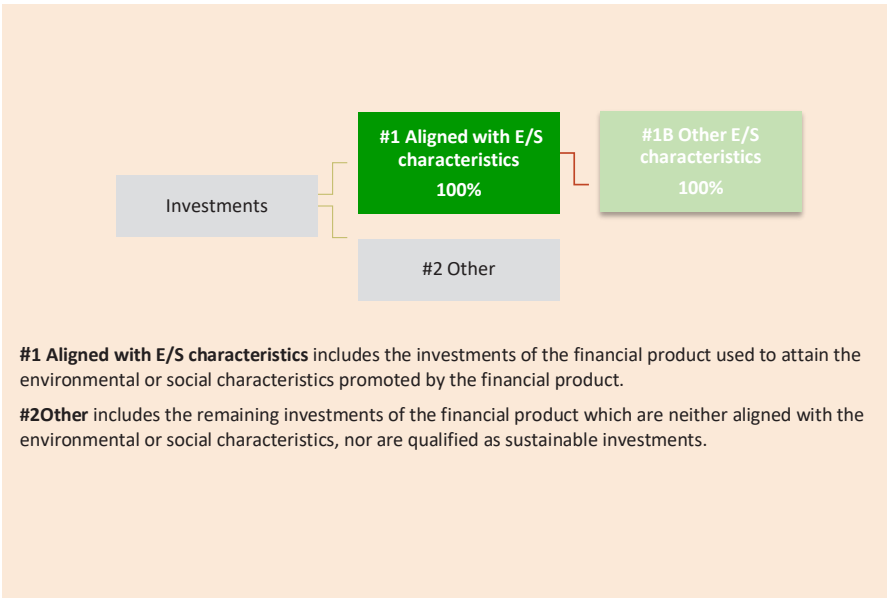 #1 Aligned with E/S
characteristics
100%
#1B Other E/S
characteristics
100%
Investments
#2 Other
#1 Aligned with E/S characteristics includes the investments of the financial product used to attain the
environmental or social characteristics promoted by the financial product.
#2Other includes the remaining investments of the financial product which are neither aligned with the
environmental or social characteristics, nor are qualified as sustainable investments.